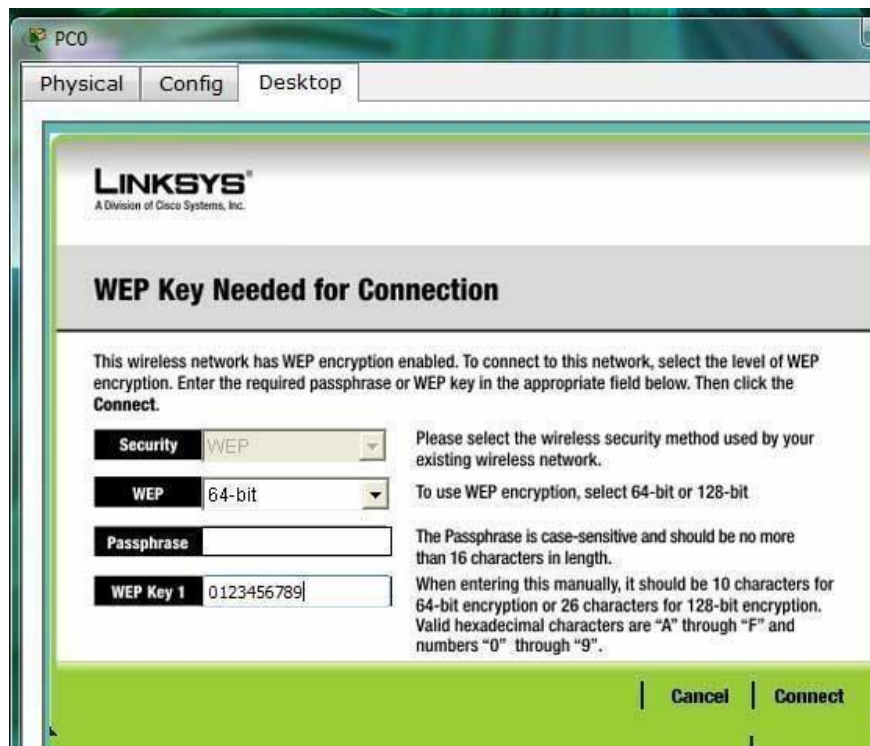 PC0
Physical Config Desktop
LINKSYS®
A Division of Cisco Systems, Inc.
WEP Key Needed for Connection
This wireless network has WEP encryption enabled. To connect to this network, select the level of WEP
encryption. Enter the required passphrase or WEP key in the appropriate field below. Then click the
Connect.
Security WEP
Please select the wireless security method used by your
existing wireless network.
WEP 64-bit
To use WEP encryption, select 64-bit or 128-bit
Passphrase
The Passphrase is case-sensitive and should be no more
than 16 characters in length.
WEP Key 1 0123456789
When entering this manually, it should be 10 characters for
64-bit encryption or 26 characters for 128-bit encryption.
Valid hexadecimal characters are "A" through "F" and
numbers "0" through "9".
Cancel Connect